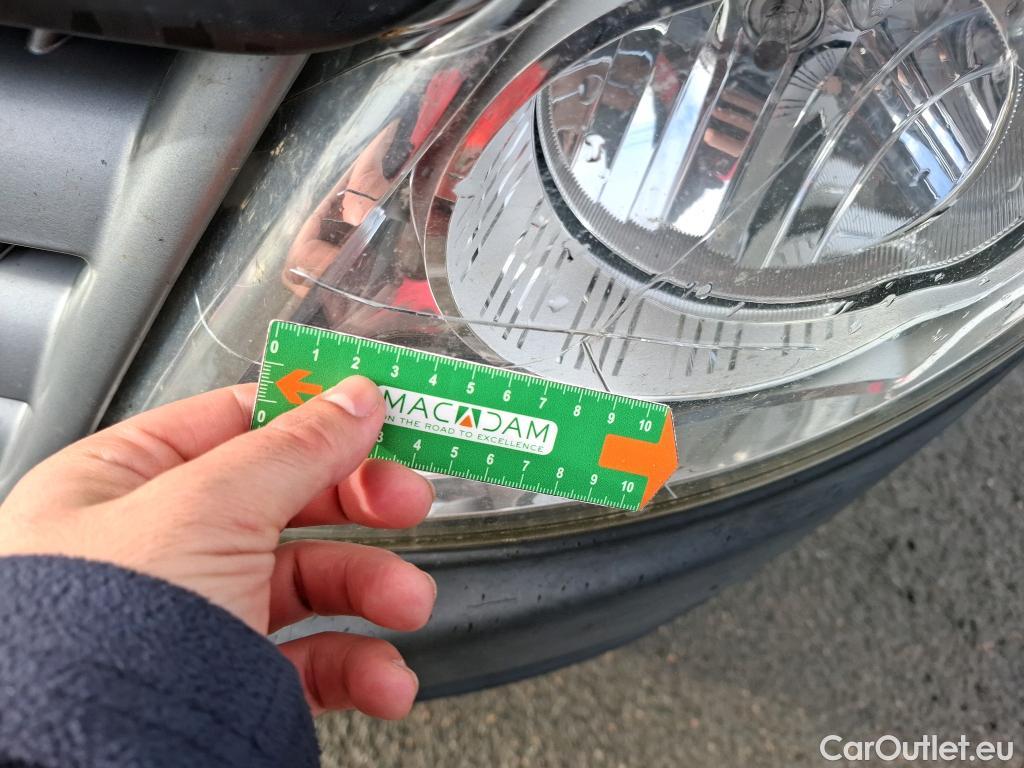 0 1 2 3 4 5 6 7 8 9 10
MACADAM
ON THE ROAD TO EXCELLENCE
0 3 4 5 6 7 8 9 10
CarOutlet.eu